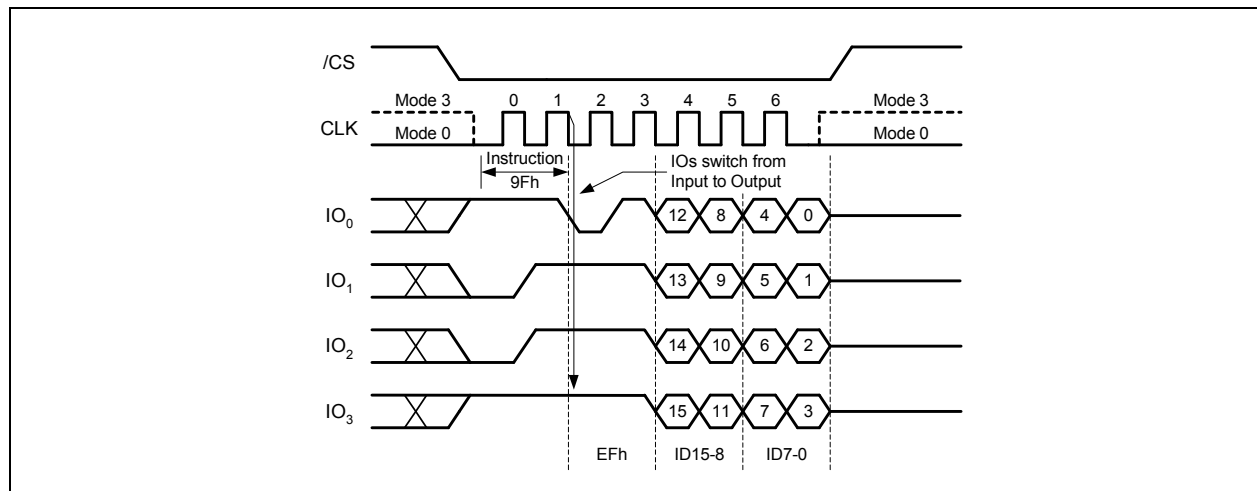 /CS
Mode 3 0 1 2 3 4 5 6 Mode 3
CLK Mode 0 Mode 0
Instruction
9Fh
IOs switch from
Input to Output
IO0 12 8 4 0
IO1 13 9 5 1
IO2 14 10 6 2
IO3 15 11 7 3
EFh ID15-8 ID7-0